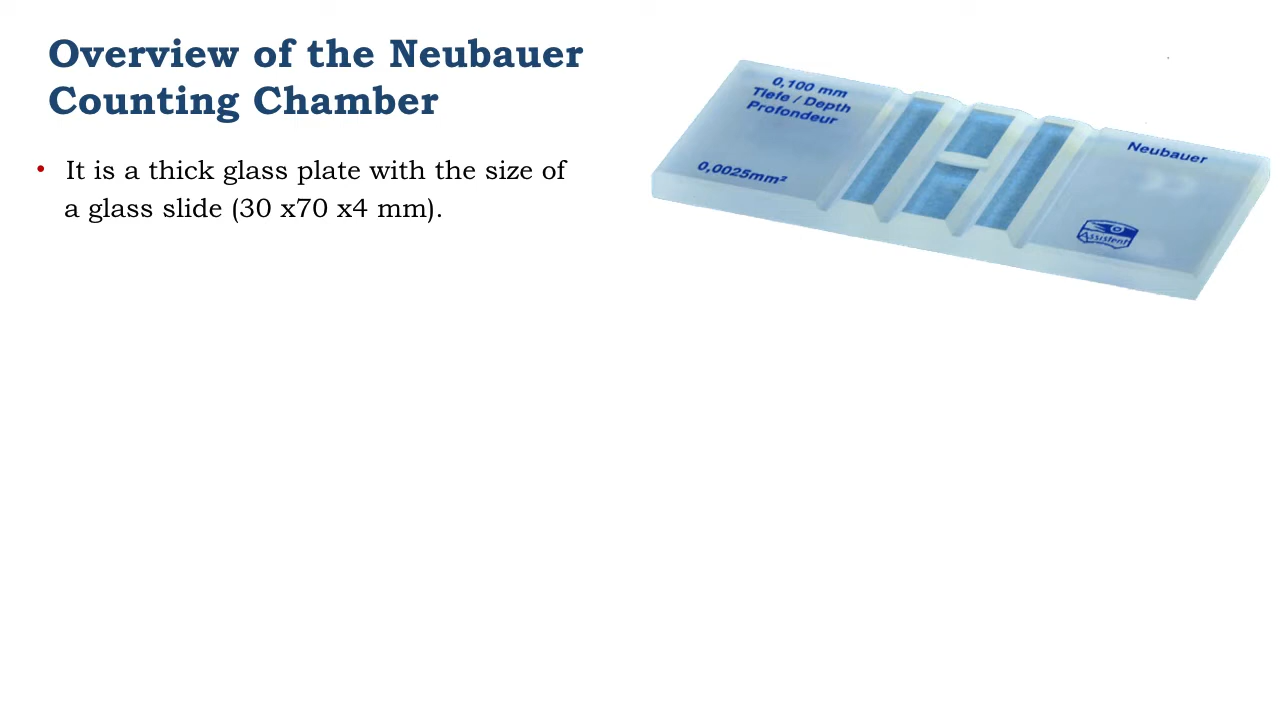 Overview of the Neubauer
Counting Chamber
• It is a thick glass plate with the size of
a glass slide (30 x70 x4 mm).
0,100 mm
Tiefe / Depth
Profondeur
0,0025mm²
Neubauer
Assistent